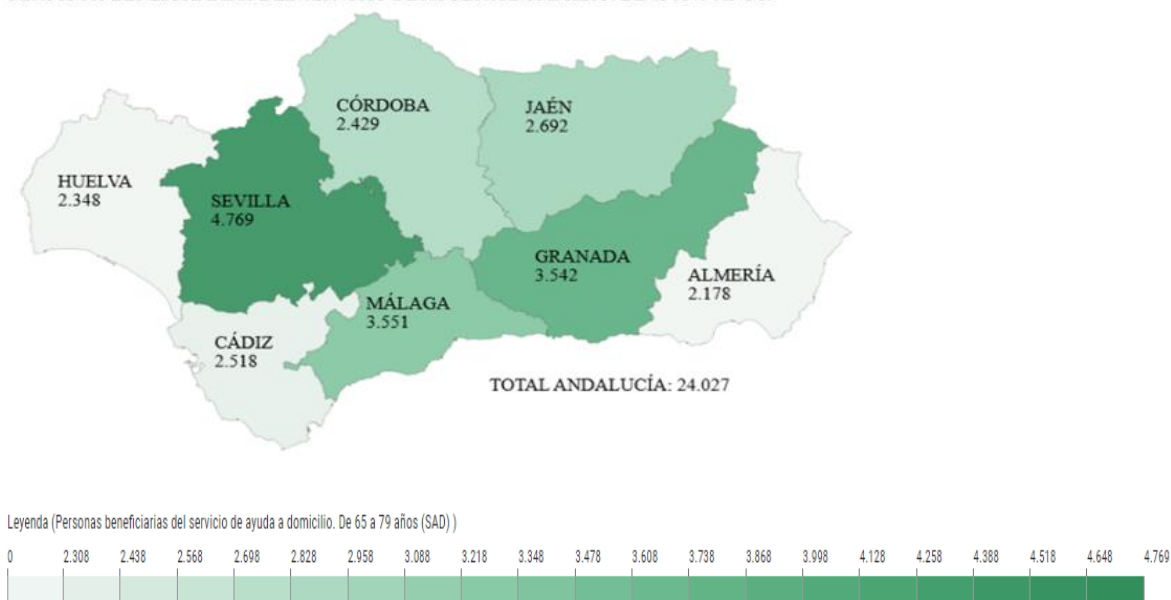 CÓRDOBA
2.429
JAÉN
2.692
HUELVA
2.348
SEVILLA
4.769
GRANADA
3.542
ALMERÍA
2.178
MÁLAGA
3.551
CÁDIZ
2.518
TOTAL ANDALUCÍA: 24.027
Leyenda (Personas beneficiarias del servicio de ayuda a domicilio. De 65 a 79 años (SAD) )
0 2.308 2.438 2.568 2.698 2.828 2.958 3.088 3.218 3.348 3.478 3.608 3.738 3.868 3.998 4.128 4.258 4.388 4.518 4.648 4.769